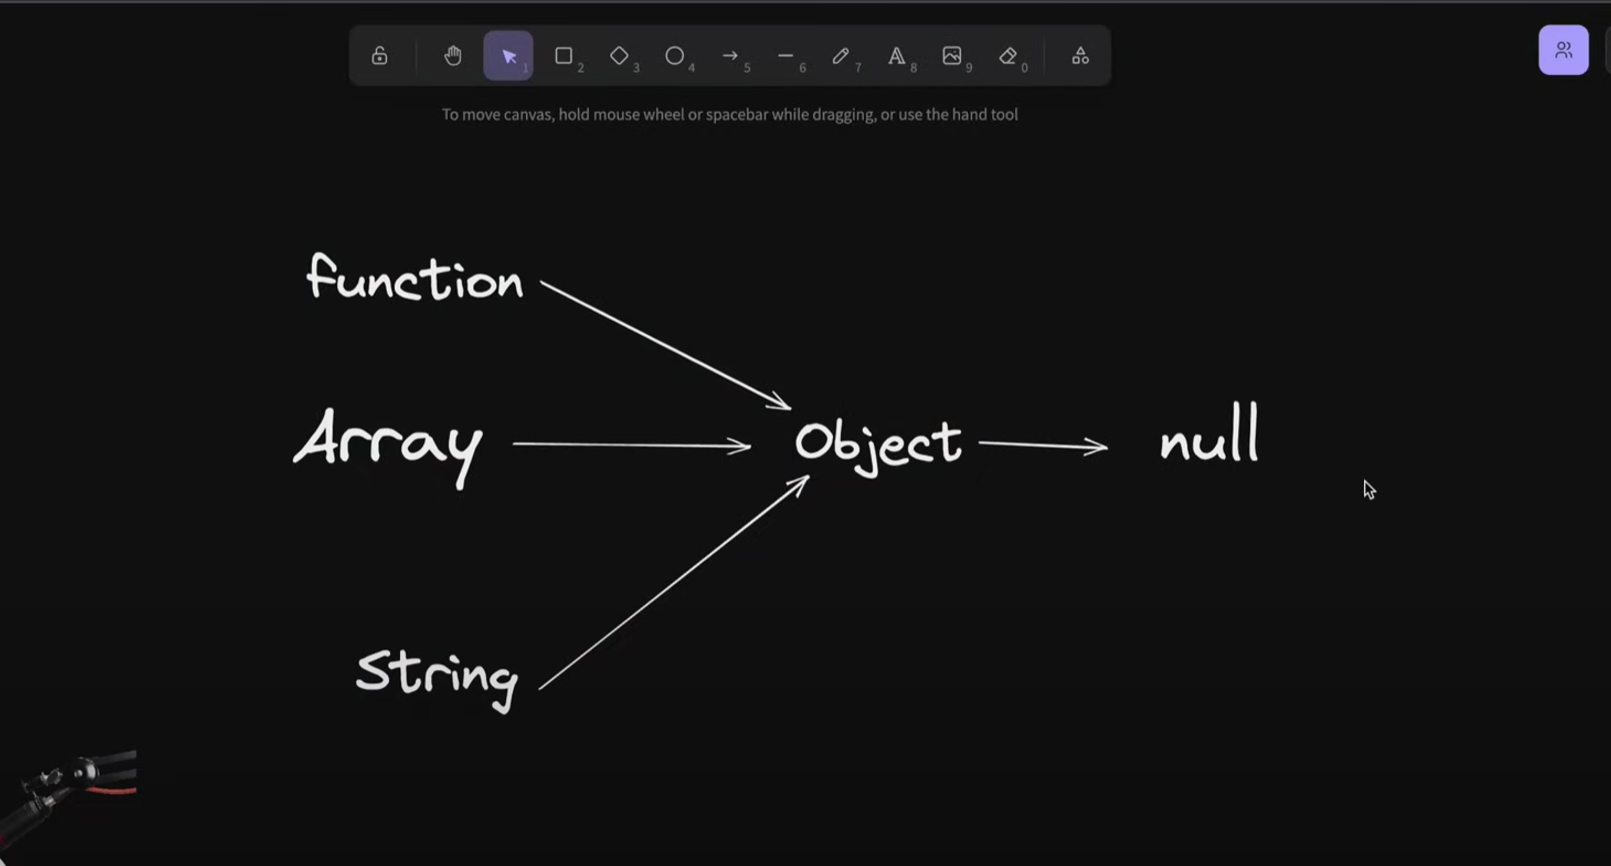 1 2 3 4 5 6 7 A 8 9 0
To move canvas, hold mouse wheel or spacebar while dragging, or use the hand tool
function
Array
Object
null
String